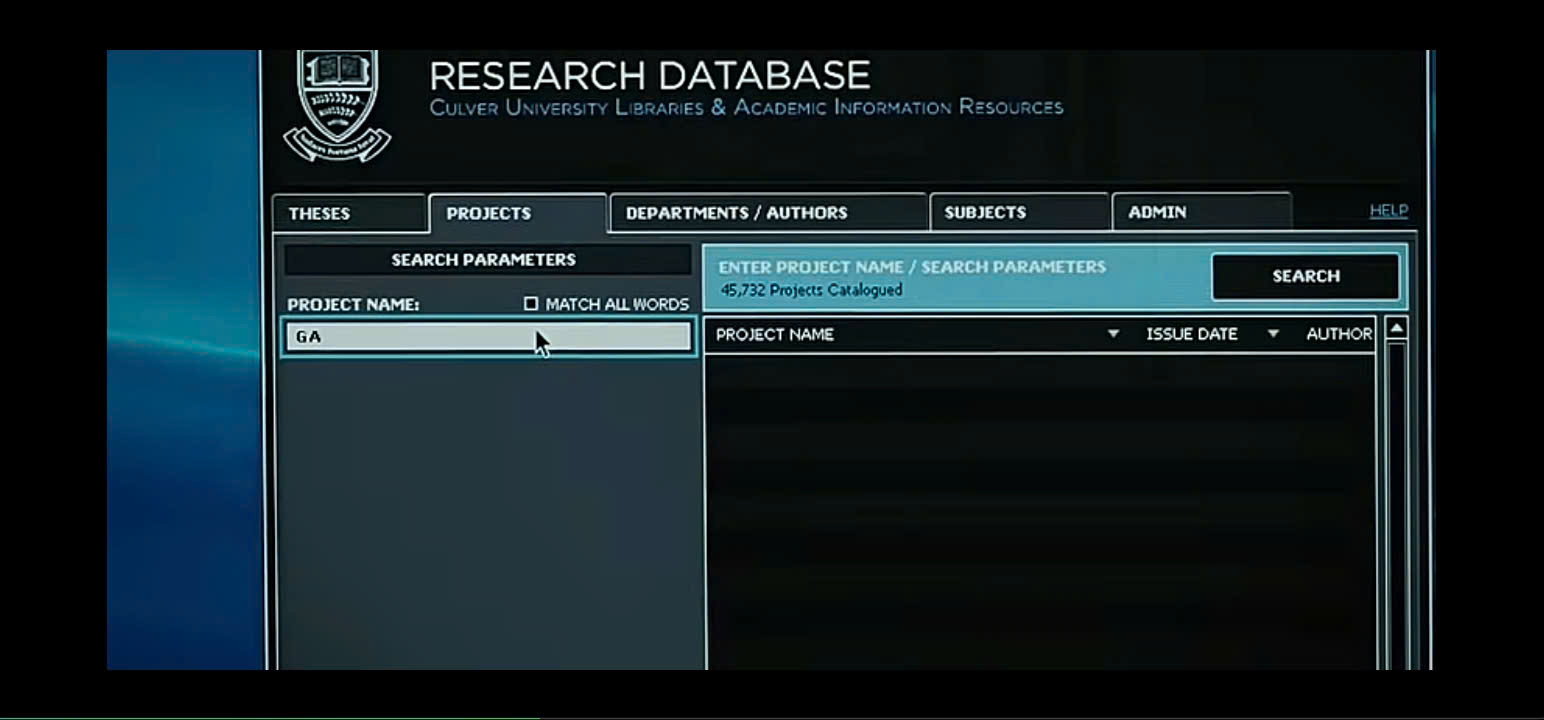 RESEARCH DATABASE
CULVER UNIVERSITY LIBRARIES & ACADEMIC INFORMATION RESOURCES
THESES
PROJECTS
DEPARTMENTS / AUTHORS
SUBJECTS
ADMIN
HELP
SEARCH PARAMETERS
PROJECT NAME:
MATCH ALL WORDS
GA
ENTER PROJECT NAME / SEARCH PARAMETERS
45,732 Projects Catalogued
SEARCH
PROJECT NAME
ISSUE DATE
AUTHOR